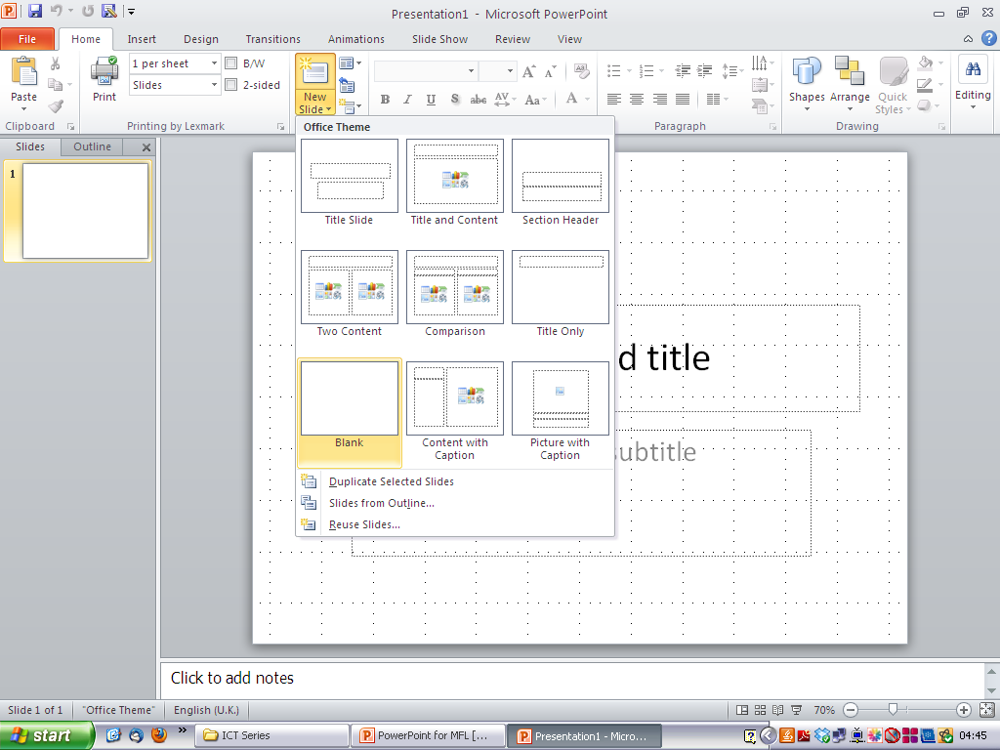 Presentation1 - Microsoft PowerPoint
File Home Insert Design Transitions Animations Slide Show Review View
Paste
Print
1 per sheet
Slides
B/W
2-sided
New
Slide
B I U S abc AV Aa A
Shapes Arrange Quick
Styles
Editing
Clipboard
Printing by Lexmark
Paragraph
Drawing
Slides Outline
1
Office Theme
Title Slide Title and Content Section Header
Two Content Comparison Title Only
Blank Content with
Caption
Picture with
Caption
Duplicate Selected Slides
Slides from Outline...
Reuse Slides...
d title
subtitle
Click to add notes
Slide 1 of 1 "Office Theme" English (U.K.) 70%
start ICT Series PowerPoint for MFL [... Presentation1 - Micro... 04:45